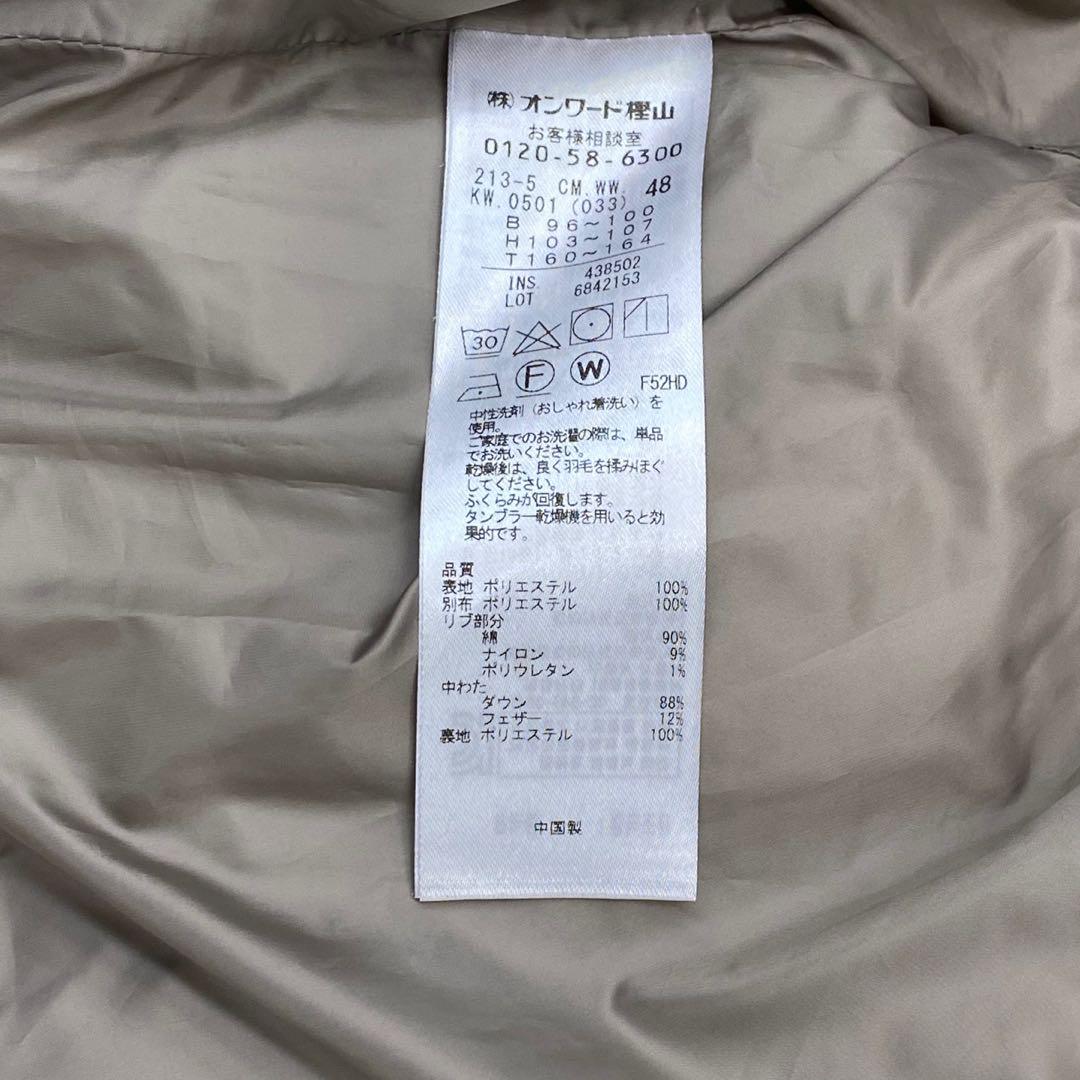 (株)オンワード樫山
お客様相談室
0120-58-6300
213-5 CM.WW. 48
KW.0501 (033)
B 96～100
H103～107
T160～164
INS. 438502
LOT 6842153
30
F W F52HD
中性洗剤（おしゃれ着洗い）を
使用。
ご家庭でのお洗濯の際は、単品
でお洗いください。
乾燥後は、良く羽毛を揉みほぐ
してください。
ふくらみが回復します。
タンブラー乾燥機を用いると効
果的です。
品質
表地 ポリエステル 100%
別布 ポリエステル 100%
リブ部分
綿 90%
ナイロン 9%
ポリウレタン 1%
中わた
ダウン 88%
フェザー 12%
裏地 ポリエステル 100%
中国製